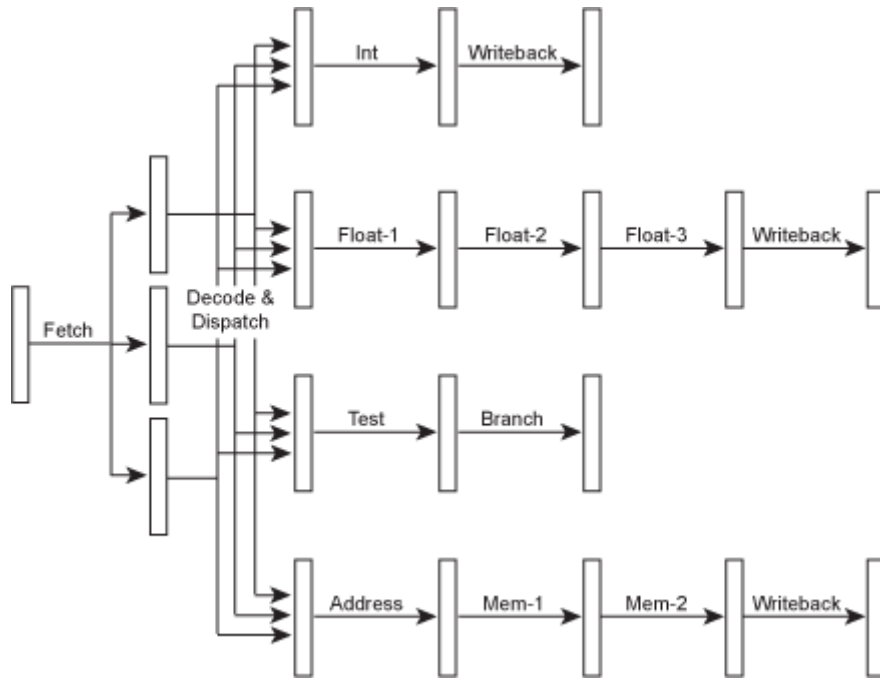 Int
Writeback
Float-1
Float-2
Float-3
Writeback
Decode &
Dispatch
Fetch
Test
Branch
Address
Mem-1
Mem-2
Writeback